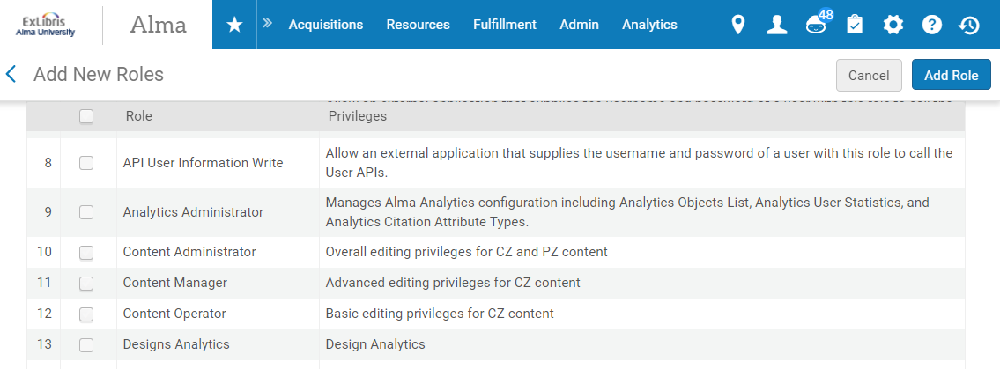 ExLibris
Alma University
Alma
Acquisitions Resources Fulfillment Admin Analytics 48
Add New Roles Cancel Add Role
Role Privileges
8 API User Information Write Allow an external application that supplies the username and password of a user with this role to call the
User APIs.
9 Analytics Administrator Manages Alma Analytics configuration including Analytics Objects List, Analytics User Statistics, and
Analytics Citation Attribute Types.
10 Content Administrator Overall editing privileges for CZ and PZ content
11 Content Manager Advanced editing privileges for CZ content
12 Content Operator Basic editing privileges for CZ content
13 Designs Analytics Design Analytics